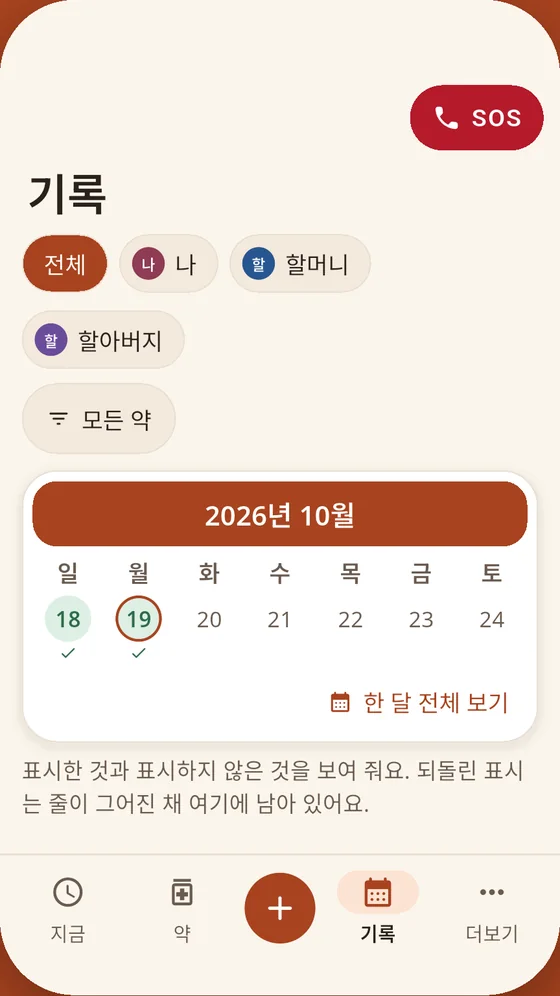 SOS
기록
전체 나 나 할 할머니
할 할아버지
모든 약
2026년 10월
일 월 화 수 목 금 토
18 19 20 21 22 23 24
한 달 전체 보기
표시한 것과 표시하지 않은 것을 보여 줘요. 되돌린 표시
는 줄이 그어진 채 여기에 남아 있어요.
지금 약 기록 더보기